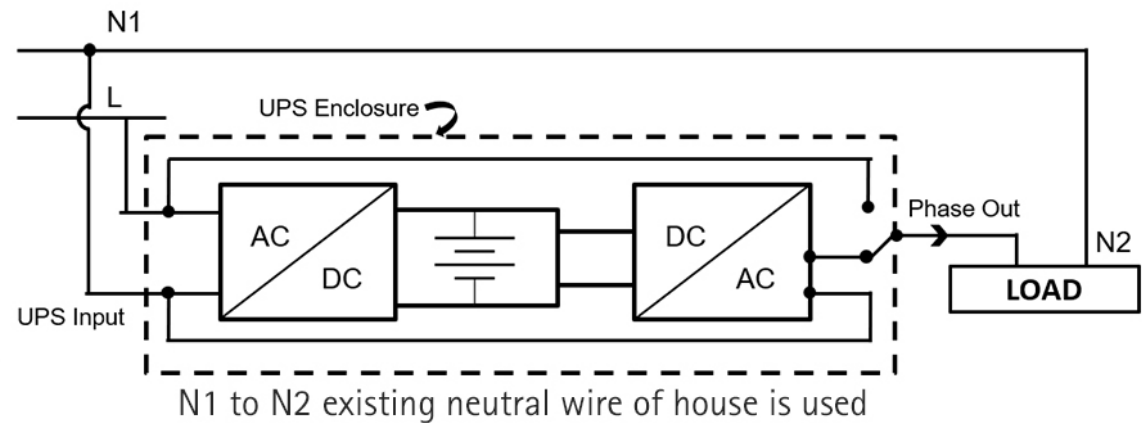 N1
L
UPS Enclosure
AC
DC
DC
AC
Phase Out
N2
LOAD
UPS Input
N1 to N2 existing neutral wire of house is used